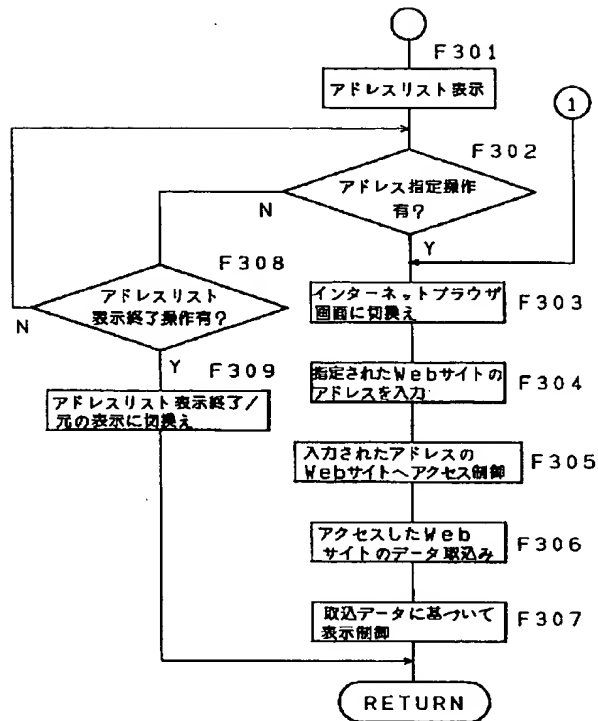 F301
アドレスリスト表示
1
F302
アドレス指定操作
有?
N
Y
F308
アドレスリスト
表示終了操作有?
N
Y
F309
アドレスリスト表示終了/
元の表示に切換え
インターネットブラウザ
画面に切換え
F303
指定されたWebサイトの
アドレスを入力
F304
入力されたアドレスの
Webサイトへアクセス制御
F305
アクセスしたWeb
サイトのデータ取込み
F306
取込データに基づいて
表示制御
F307
RETURN